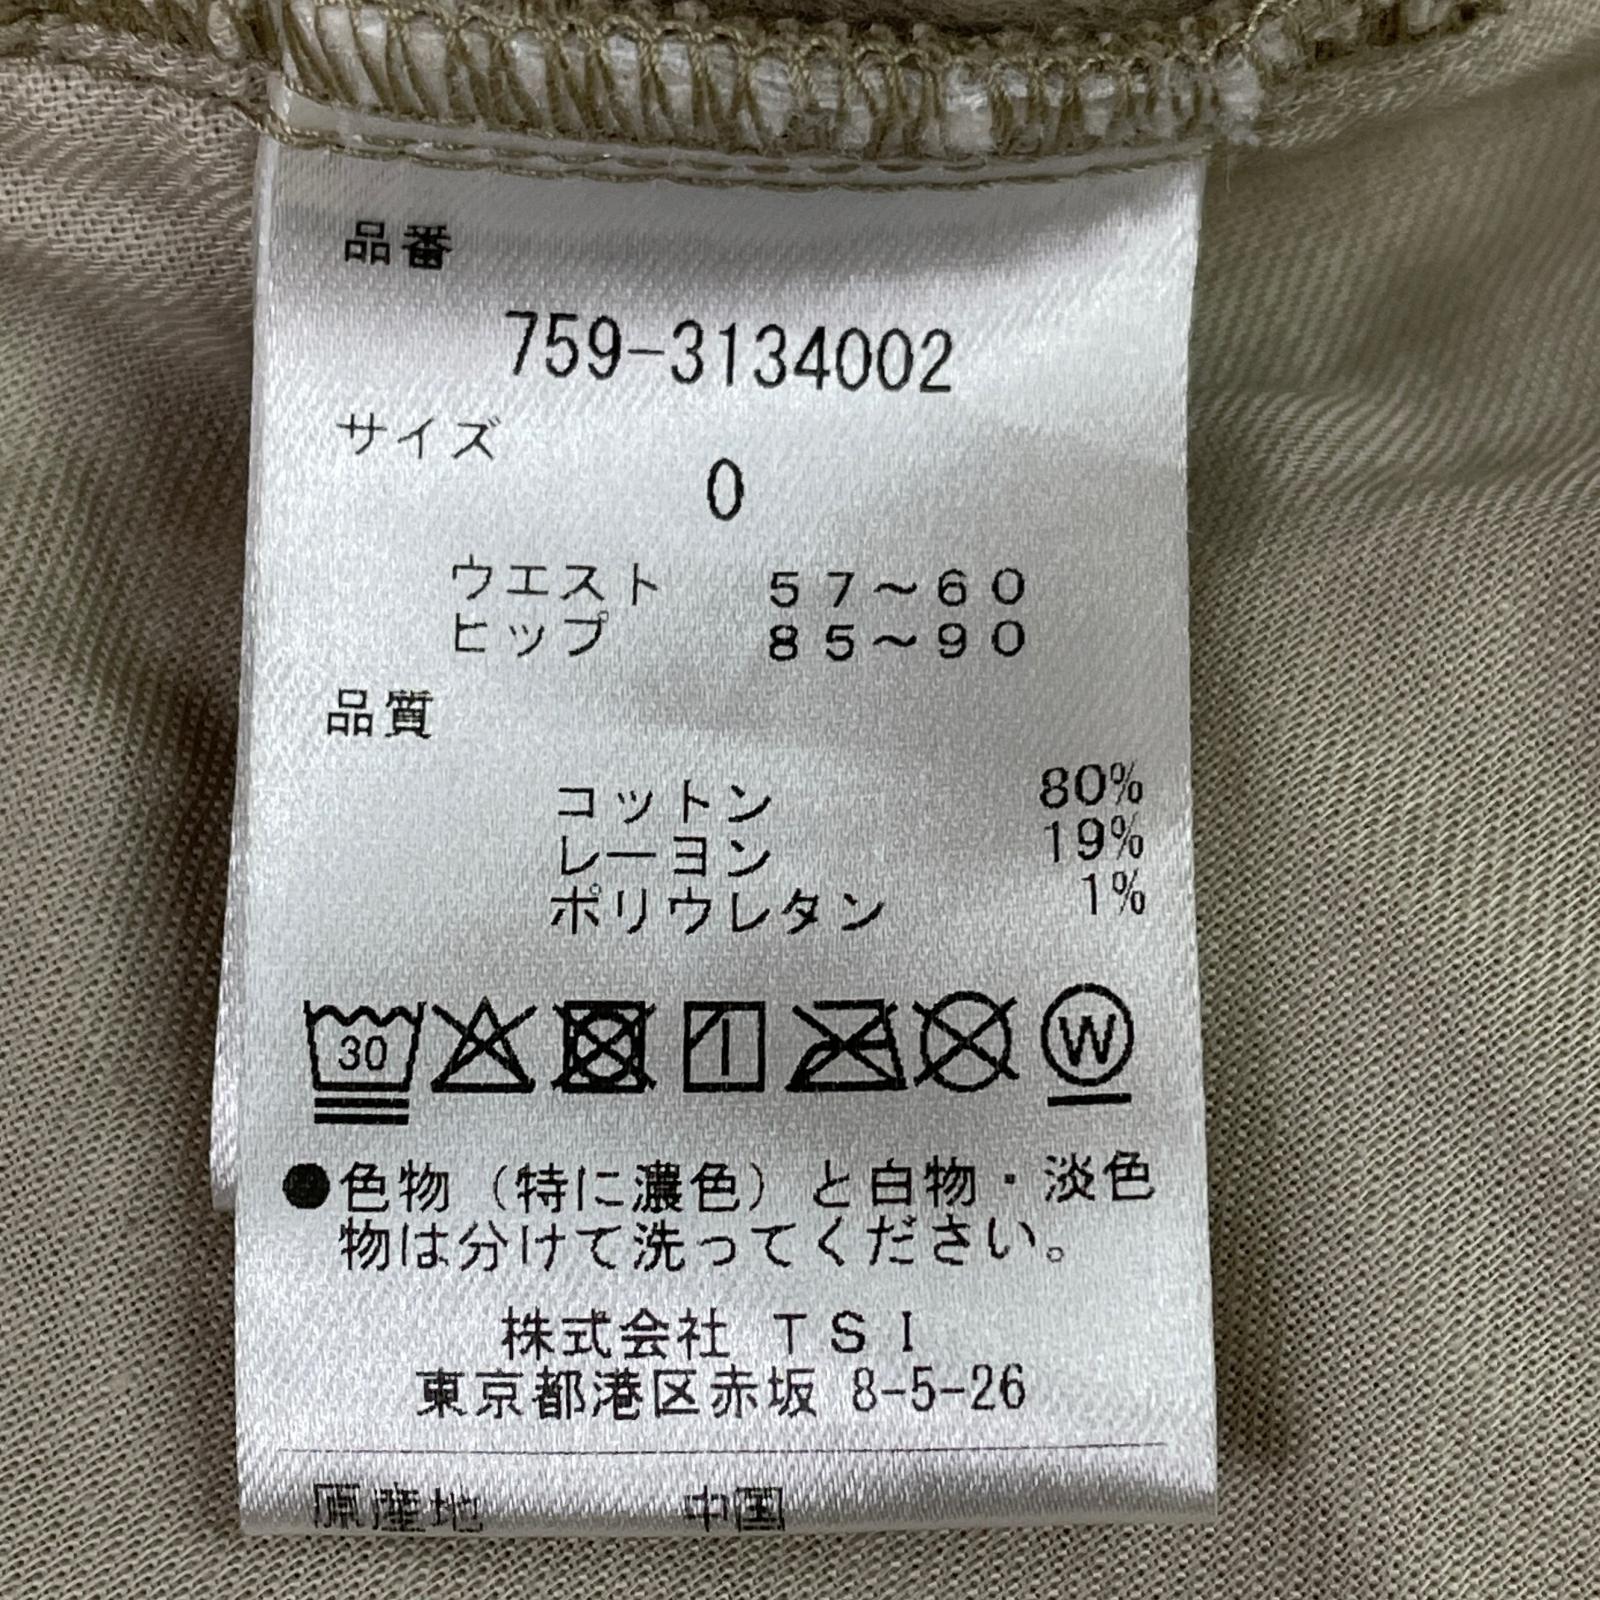 品番
759-3134002
サイズ
0
ウエスト 57～60
ヒップ 85～90
品質
コットン 80%
レーヨン 19%
ポリウレタン 1%
30 W
●色物（特に濃色）と白物・淡色
物は分けて洗ってください。
株式会社 TSI
東京都港区赤坂 8-5-26
原産地 中国